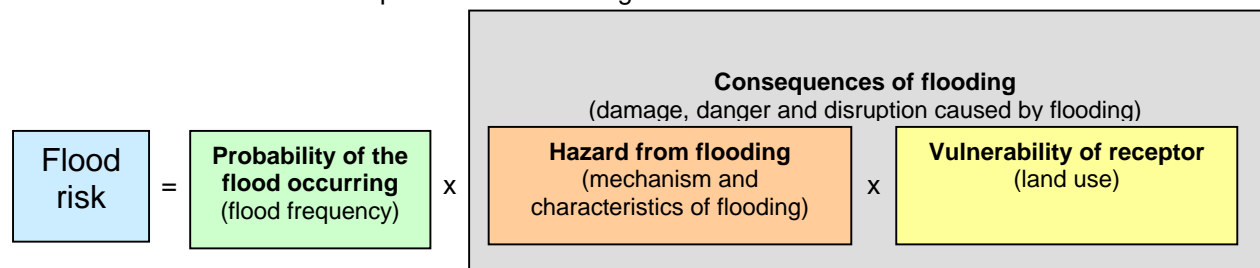 Consequences of flooding
(damage, danger and disruption caused by flooding)
Flood
risk
=
Probability of the
flood occurring
(flood frequency)
x
Hazard from flooding
(mechanism and
characteristics of flooding)
x
Vulnerability of receptor
(land use)